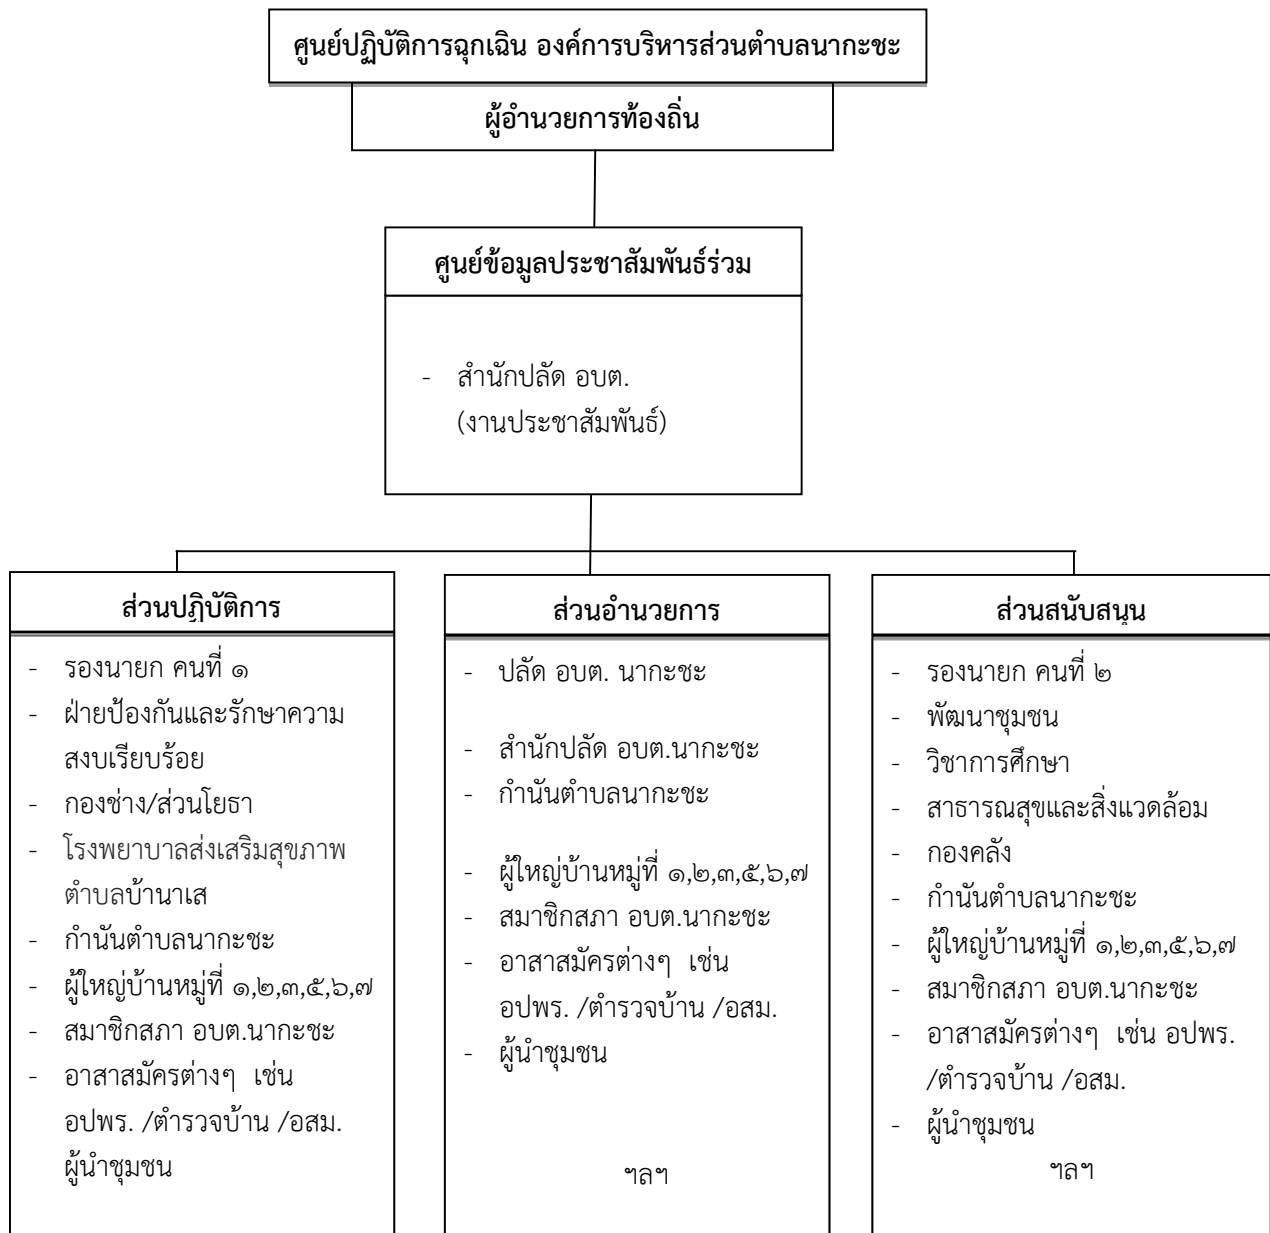 ศูนย์ปฏิบัติการฉุกเฉิน องค์การบริหารส่วนตำบลนากะชะ
ผู้อำนวยการท้องถิ่น
ศูนย์ข้อมูลประชาสัมพันธ์ร่วม
- สำนักปลัด อบต.
(งานประชาสัมพันธ์)
ส่วนปฏิบัติการ
- รองนายก คนที่ ๑
- ฝ่ายป้องกันและรักษาความ
สงบเรียบร้อย
- กองช่าง/ส่วนโยธา
- โรงพยาบาลส่งเสริมสุขภาพ
ตำบลบ้านาเส
- กำนันตำบลนากะชะ
- ผู้ใหญ่บ้านหมู่ที่ ๑,๒,๓,๕,๖,๗
- สมาชิกสภา อบต.นากะชะ
- อาสาสมัครต่างๆ เช่น
อปพร. /ตำรวจบ้าน /อสม.
ผู้นำชุมชน
ส่วนอำนวยการ
- ปลัด อบต. นากะชะ
- สำนักปลัด อบต.นากะชะ
- กำนันตำบลนากะชะ
- ผู้ใหญ่บ้านหมู่ที่ ๑,๒,๓,๕,๖,๗
- สมาชิกสภา อบต.นากะชะ
- อาสาสมัครต่างๆ เช่น
อปพร. /ตำรวจบ้าน /อสม.
- ผู้นำชุมชน
ฯลฯ
ส่วนสนับสนุน
- รองนายก คนที่ ๒
- พัฒนาชุมชน
- วิชาการศึกษา
- สาธารณสุขและสิ่งแวดล้อม
- กองคลัง
- กำนันตำบลนากะชะ
- ผู้ใหญ่บ้านหมู่ที่ ๑,๒,๓,๕,๖,๗
- สมาชิกสภา อบต.นากะชะ
- อาสาสมัครต่างๆ เช่น อปพร.
/ตำรวจบ้าน /อสม.
- ผู้นำชุมชน
ฯลฯ